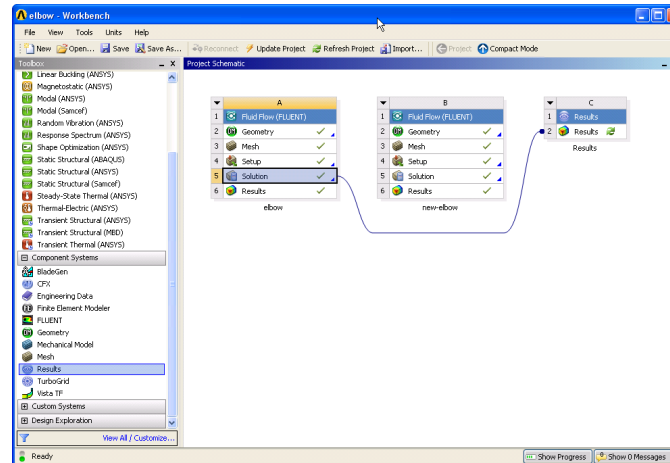 elbow - Workbench
File View Tools Units Help
New Open... Save Save As... Reconnect Update Project Refresh Project Import... Project Compact Mode
Toolbox
Project Schematic
Linear Buckling (ANSYS)
Magnetostatic (ANSYS)
Modal (ANSYS)
Modal (Samcef)
Random Vibration (ANSYS)
Response Spectrum (ANSYS)
Shape Optimization (ANSYS)
Static Structural (ABAQUS)
Static Structural (ANSYS)
Static Structural (Samcef)
Steady-State Thermal (ANSYS)
Thermal-Electric (ANSYS)
Transient Structural (ANSYS)
Transient Structural (MBD)
Transient Thermal (ANSYS)
Component Systems
BladeGen
CFX
Engineering Data
Finite Element Modeler
FLUENT
Geometry
Mechanical Model
Mesh
Results
TurboGrid
Vista TF
Custom Systems
Design Exploration
View All / Customize...
A
1 Fluid Flow (FLUENT)
2 Geometry
3 Mesh
4 Setup
5 Solution
6 Results
elbow
B
1 Fluid Flow (FLUENT)
2 Geometry
3 Mesh
4 Setup
5 Solution
6 Results
new-elbow
C
1 Results
2 Results
Results
Ready
Show Progress
Show 0 Messages